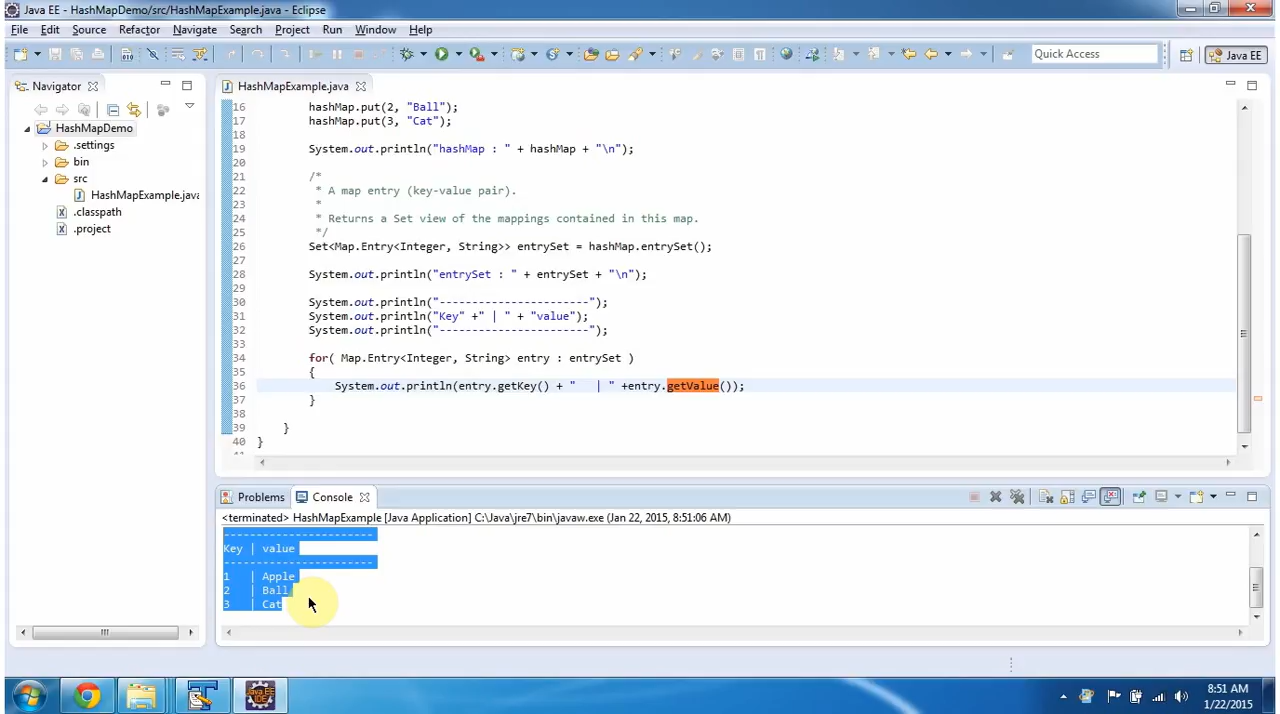 Java EE - HashMapDemo/src/HashMapExample.java - Eclipse
File Edit Source Refactor Navigate Search Project Run Window Help
Quick Access
Java EE
Navigator
HashMapDemo
.settings
bin
src
HashMapExample.java
.classpath
.project
HashMapExample.java
16 hashMap.put(2, "Ball");
17 hashMap.put(3, "Cat");
18
19 System.out.println("hashMap : " + hashMap + "\n");
20
21 /*
22 * A map entry (key-value pair).
23 *
24 * Returns a Set view of the mappings contained in this map.
25 */
26 Set<Map.Entry<Integer, String>> entrySet = hashMap.entrySet();
27
28 System.out.println("entrySet : " + entrySet + "\n");
29
30 System.out.println("-----------------------");
31 System.out.println("Key" +" | " + "value");
32 System.out.println("-----------------------");
33
34 for( Map.Entry<Integer, String> entry : entrySet )
35 {
36 System.out.println(entry.getKey() + "   | " +entry.getValue());
37 }
38
39 }
40 }
Problems Console
<terminated> HashMapExample [Java Application] C:\Java\jre7\bin\javaw.exe (Jan 22, 2015, 8:51:06 AM)
-----------------------
Key | value
-----------------------
1   | Apple
2   | Ball
3   | Cat
Java EE
IDE
8:51 AM
1/22/2015